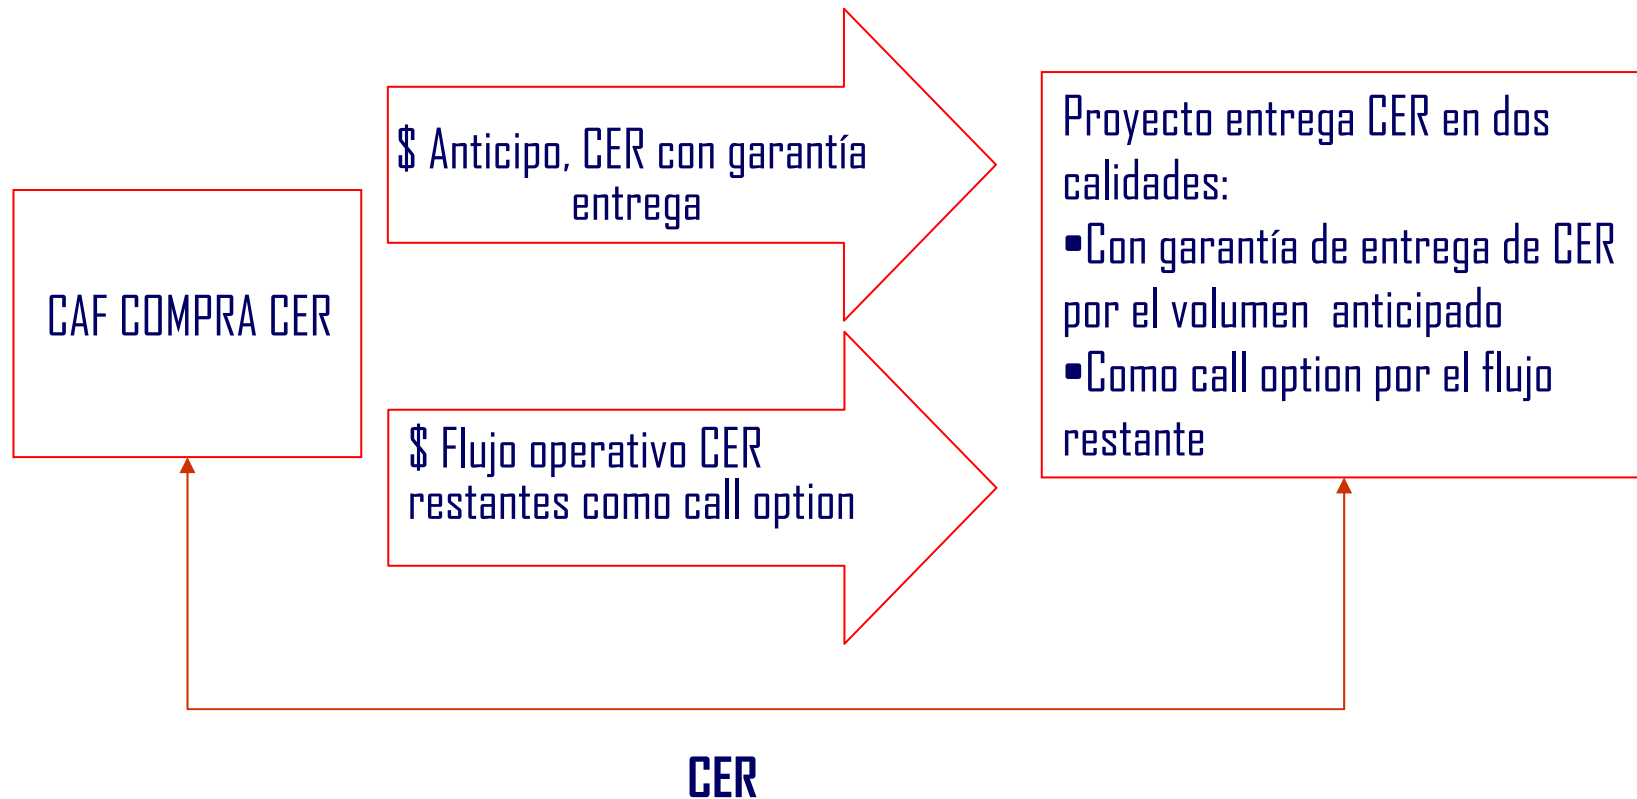 CAF COMPRA CER
$ Anticipo, CER con garantía
entrega
$ Flujo operativo CER
restantes como call option
Proyecto entrega CER en dos
calidades:
▪Con garantía de entrega de CER
por el volumen anticipado
▪Como call option por el flujo
restante
CER